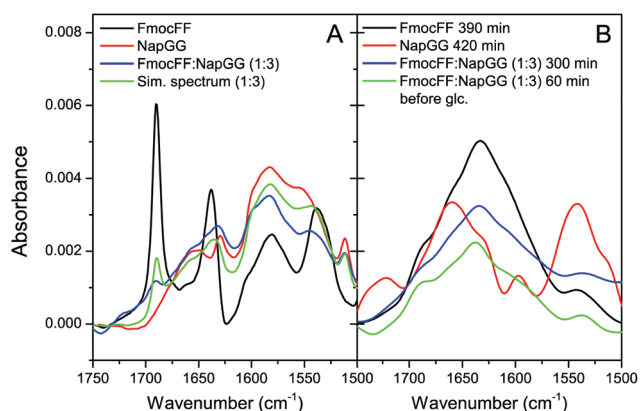 A
FmocFF
NapGG
FmocFF:NapGG (1:3)
Sim. spectrum (1:3)
B
FmocFF 390 min
NapGG 420 min
FmocFF:NapGG (1:3) 300 min
FmocFF:NapGG (1:3) 60 min
before glc.
Absorbance
0.008
0.006
0.004
0.002
0.000
1750 1700 1650 1600 1550 1500 1700 1650 1600 1550 1500
Wavenumber (cm⁻¹) Wavenumber (cm⁻¹)